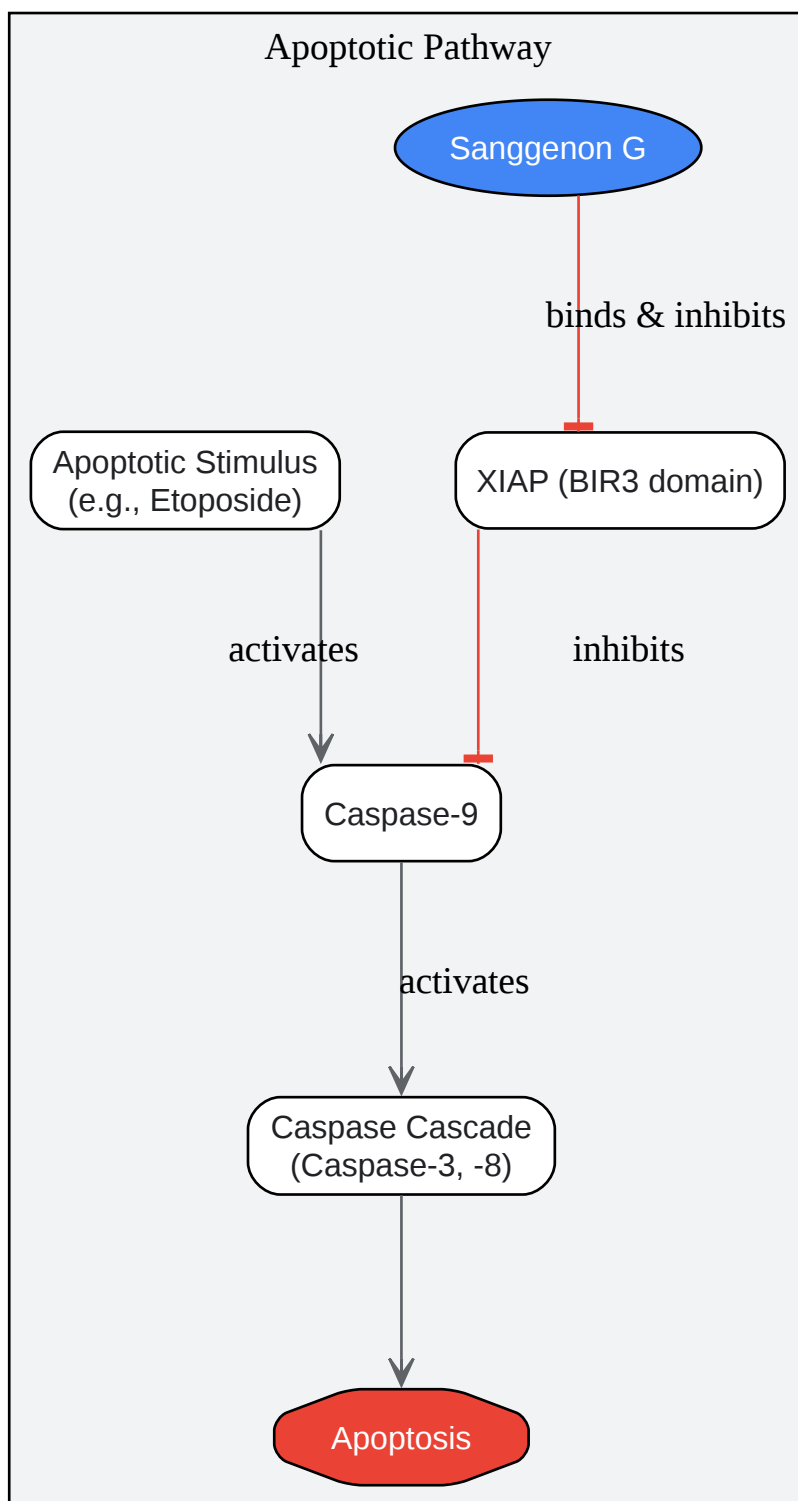 Apoptotic Pathway
Sanggenon G
binds & inhibits
Apoptotic Stimulus
(e.g., Etoposide)
XIAP (BIR3 domain)
activates
inhibits
Caspase-9
activates
Caspase Cascade
(Caspase-3, -8)
Apoptosis